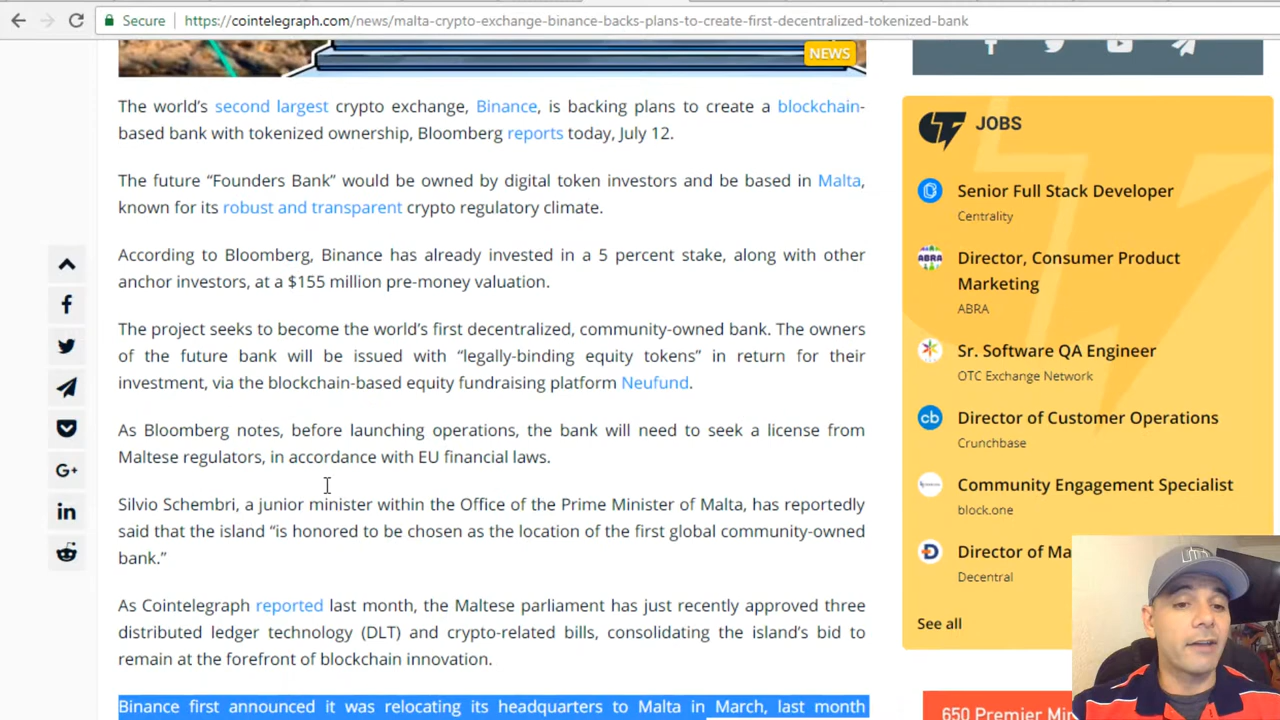 Secure
https://cointelegraph.com/news/malta-crypto-exchange-binance-backs-plans-to-create-first-decentralized-tokenized-bank
NEWS
The world's second largest crypto exchange, Binance, is backing plans to create a blockchain-
based bank with tokenized ownership, Bloomberg reports today, July 12.
The future “Founders Bank” would be owned by digital token investors and be based in Malta,
known for its robust and transparent crypto regulatory climate.
According to Bloomberg, Binance has already invested in a 5 percent stake, along with other
anchor investors, at a $155 million pre-money valuation.
The project seeks to become the world's first decentralized, community-owned bank. The owners
of the future bank will be issued with “legally-binding equity tokens” in return for their
investment, via the blockchain-based equity fundraising platform Neufund.
As Bloomberg notes, before launching operations, the bank will need to seek a license from
Maltese regulators, in accordance with EU financial laws.
Silvio Schembri, a junior minister within the Office of the Prime Minister of Malta, has reportedly
said that the island “is honored to be chosen as the location of the first global community-owned
bank.”
As Cointelegraph reported last month, the Maltese parliament has just recently approved three
distributed ledger technology (DLT) and crypto-related bills, consolidating the island's bid to
remain at the forefront of blockchain innovation.
Binance first announced it was relocating its headquarters to Malta in March, last month
G+
in
JOBS
Senior Full Stack Developer
Centrality
ABRA
Director, Consumer Product
Marketing
ABRA
Sr. Software QA Engineer
OTC Exchange Network
cb
Director of Customer Operations
Crunchbase
Community Engagement Specialist
block.one
Director of Ma
Decentral
See all
650 Premier